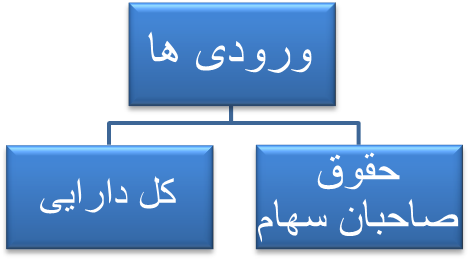 ورودی ها
حقوق
صاحبان سهام
کل دارایی